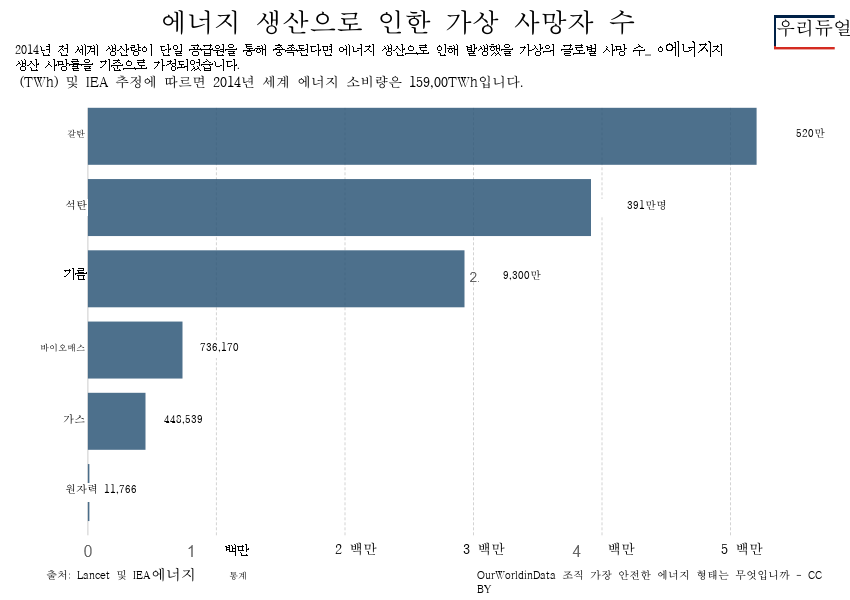 에너지 생산으로 인한 가상 사망자 수
우리듀얼
2014년 전 세계 생산량이 단일 공급원을 통해 충족된다면 에너지 생산으로 인해 발생했을 가상의 글로벌 사망 수_ ㅇ에너지지
생산 사망률을 기준으로 가정되었습니다.
(TWh) 및 IEA 추정에 따르면 2014년 세계 에너지 소비량은 159,00TWh입니다.
갈탄 520만
석탄 391만명
기름 2. 9,300만
바이오매스 736,170
가스 448,539
원자력 11,766
0 1 백만 2 백만 3 백만 4 백만 5 백만
출처: Lancet 및 IEA에너지 통계
OurWorldinData 조직 가장 안전한 에너지 형태는 무엇입니까 - CC
BY